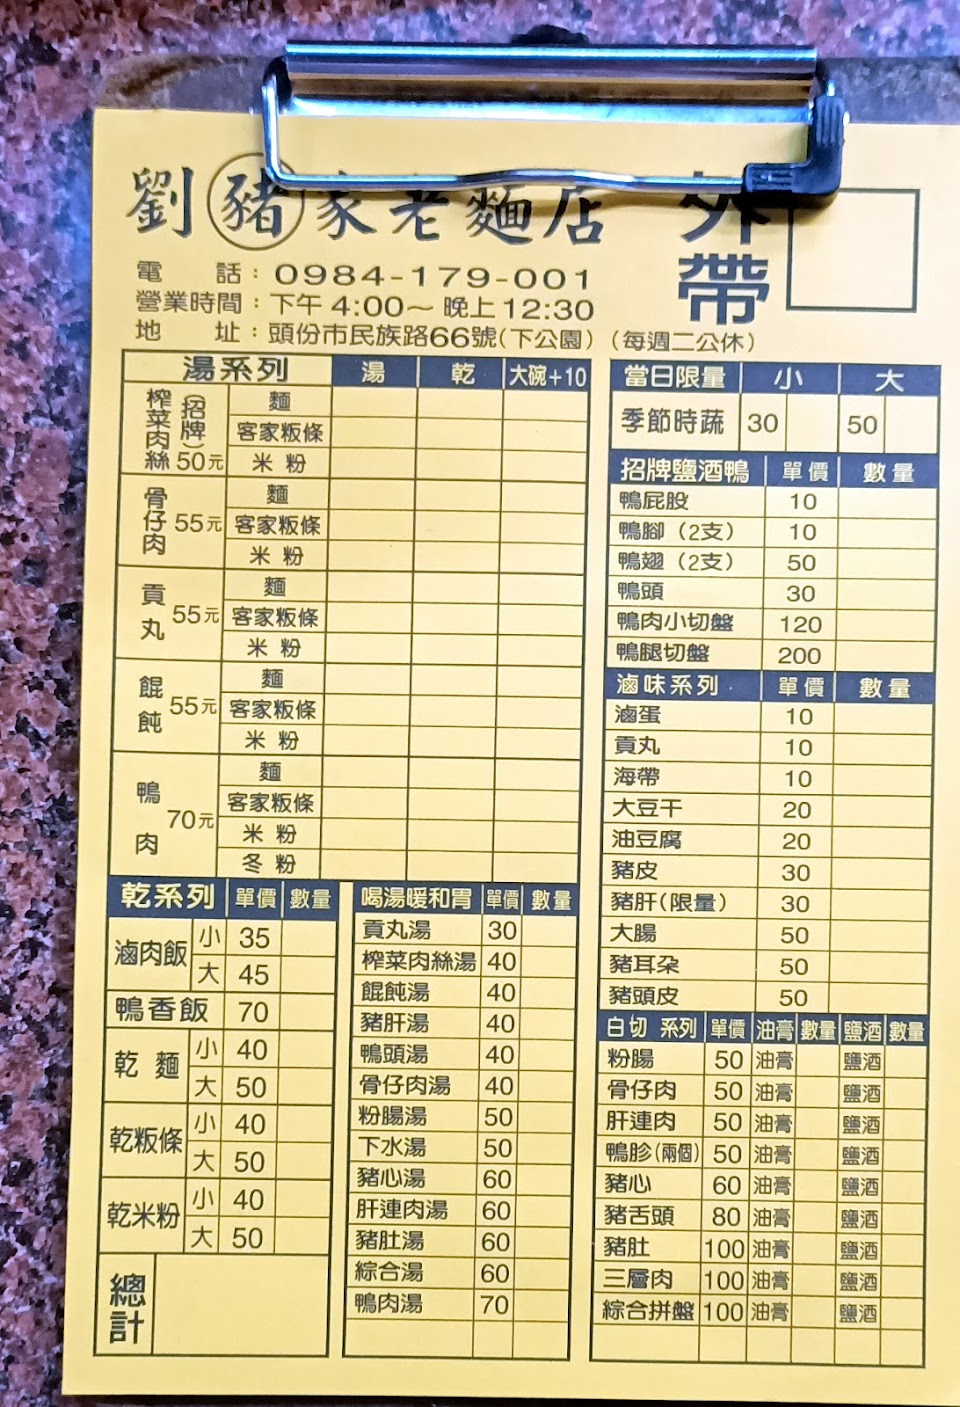 劉豬家老麵店
外帶
電話：0984-179-001
營業時間：下午4:00～晚上12:30
地址：頭份市民族路66號(下公園)（每週二公休）
湯系列 湯 乾 大碗+10
榨菜肉絲（招牌）50元 麵
客家粄條
米粉
骨仔肉 55元 麵
客家粄條
米粉
貢丸 55元 麵
客家粄條
米粉
餛飩 55元 麵
客家粄條
米粉
鴨肉 70元 麵
客家粄條
米粉
冬粉
乾系列 單價 數量
滷肉飯 小 35
大 45
鴨香飯 70
乾麵 小 40
大 50
乾粄條 小 40
大 50
乾米粉 小 40
大 50
總計
喝湯暖和胃 單價 數量
貢丸湯 30
榨菜肉絲湯 40
餛飩湯 40
豬肝湯 40
鴨頭湯 40
骨仔肉湯 40
粉腸湯 50
下水湯 50
豬心湯 60
肝連肉湯 60
豬肚湯 60
綜合湯 60
鴨肉湯 70
當日限量 小 大
季節時蔬 30 50
招牌鹽酒鴨 單價 數量
鴨屁股 10
鴨腳（2支） 10
鴨翅（2支） 50
鴨頭 30
鴨肉小切盤 120
鴨腿切盤 200
滷味系列 單價 數量
滷蛋 10
貢丸 10
海帶 10
大豆干 20
油豆腐 20
豬皮 30
豬肝(限量) 30
大腸 50
豬耳朵 50
豬頭皮 50
白切系列 單價 油膏 數量 鹽酒 數量
粉腸 50 油膏 鹽酒
骨仔肉 50 油膏 鹽酒
肝連肉 50 油膏 鹽酒
鴨胗(兩個) 50 油膏 鹽酒
豬心 60 油膏 鹽酒
豬舌頭 80 油膏 鹽酒
豬肚 100 油膏 鹽酒
三層肉 100 油膏 鹽酒
綜合拼盤 100 油膏 鹽酒